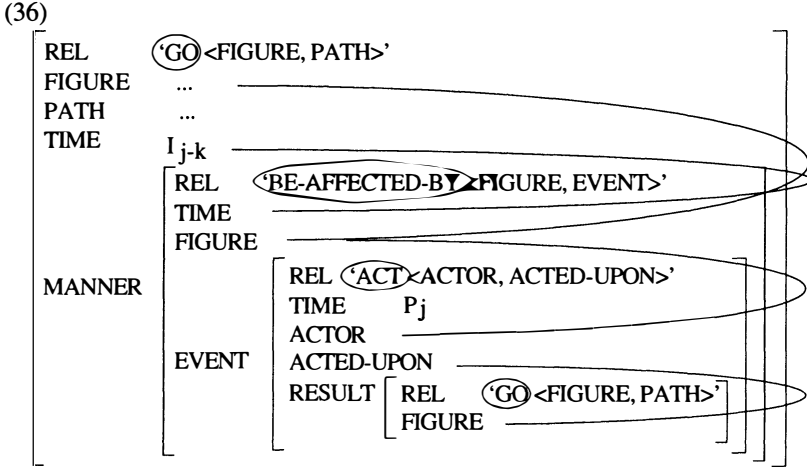 (36)
REL ‘GO <FIGURE, PATH>’
FIGURE ...
PATH ...
TIME I j-k
REL ‘BE-AFFECTED-BY <FIGURE, EVENT>’
TIME
FIGURE
MANNER
REL ‘ACT <ACTOR, ACTED-UPON>’
TIME Pj
ACTOR
EVENT ACTED-UPON
RESULT REL ‘GO <FIGURE, PATH>’
FIGURE